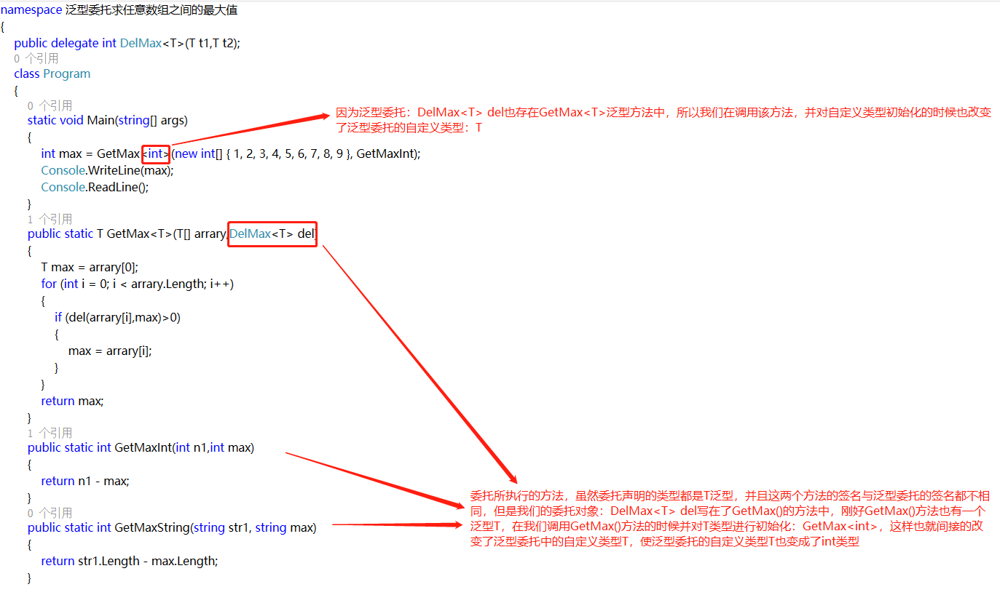 namespace 泛型委托求任意数组之间的最大值
{
public delegate int DelMax<T>(T t1,T t2);
0 个引用
class Program
{
0 个引用
static void Main(string[] args)
因为泛型委托：DelMax<T> del也存在GetMax<T>泛型方法中，所以我们在调用该方法，并对自定义类型初始化的时候也改变
了泛型委托的自定义类型：T
{
int max = GetMax<int>(new int[] { 1, 2, 3, 4, 5, 6, 7, 8, 9 }, GetMaxInt);
Console.WriteLine(max);
Console.ReadLine();
}
1 个引用
public static T GetMax<T>(T[] arrary,DelMax<T> del)
{
T max = arrary[0];
for (int i = 0; i < arrary.Length; i++)
{
if (del(arrary[i],max)>0)
{
max = arrary[i];
}
}
return max;
}
1 个引用
public static int GetMaxInt(int n1,int max)
{
return n1 - max;
}
0 个引用
public static int GetMaxString(string str1, string max)
{
return str1.Length - max.Length;
}
委托所执行的方法，虽然委托声明的类型都是T泛型，并且这两个方法的签名与泛型委托的签名都不相
同，但是我们的委托对象：DelMax<T> del写在了GetMax()的方法中，刚好GetMax()方法也有一个
泛型T，在我们调用GetMax()方法的时候并对T类型进行初始化：GetMax<int>，这样也就间接的改
变了泛型委托中的自定义类型T，使泛型委托的自定义类型T也变成了int类型